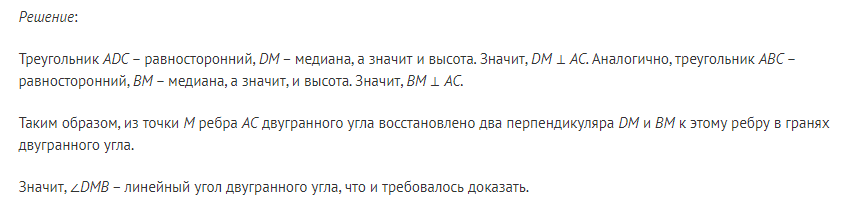 Решение:
Треугольник ADC – равносторонний, DM – медиана, а значит и высота. Значит, DM ⊥ AC. Аналогично, треугольник ABC –
равносторонний, BM – медиана, а значит, и высота. Значит, BM ⊥ AC.
Таким образом, из точки M ребра AC двугранного угла восстановлено два перпендикуляра DM и BM к этому ребру в гранях
двугранного угла.
Значит, ∠DMB – линейный угол двугранного угла, что и требовалось доказать.